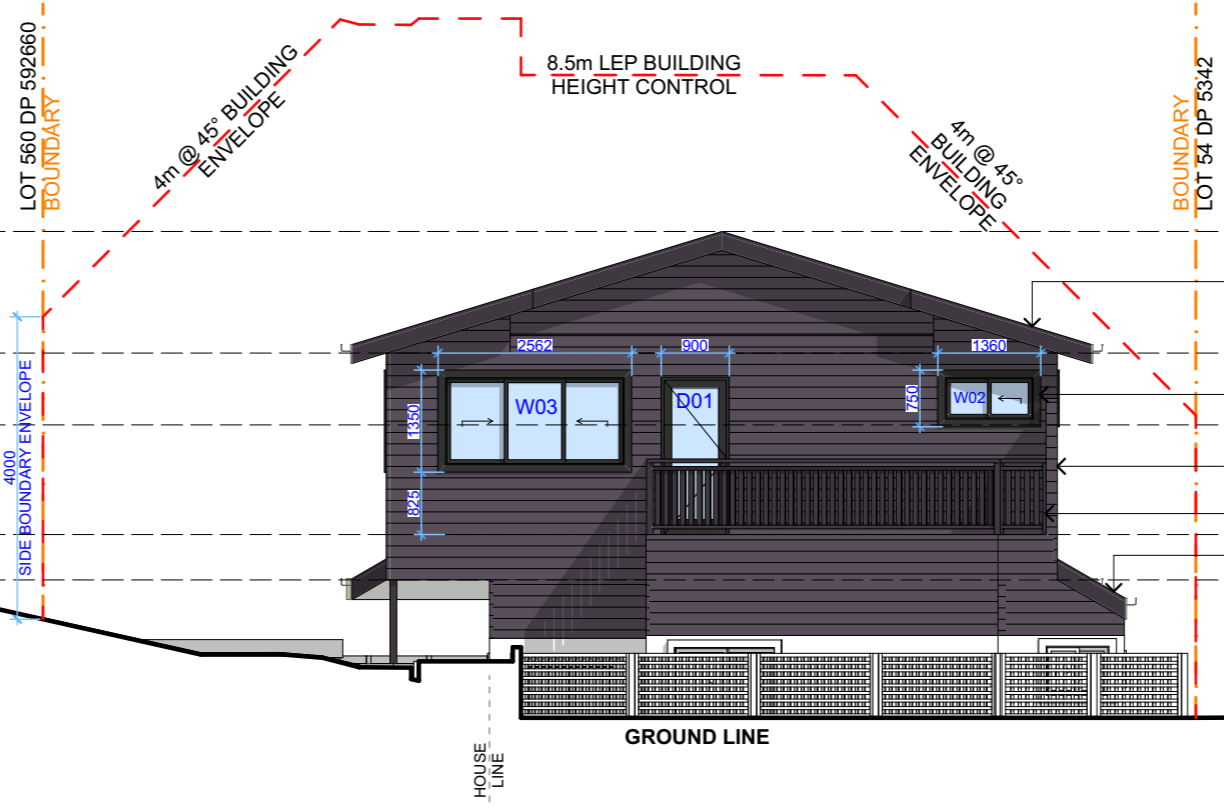 LOT 560 DP 592660
BOUNDARY
4m @ 45° BUILDING
ENVELOPE
8.5m LEP BUILDING
HEIGHT CONTROL
4m @ 45°
BUILDING
ENVELOPE
BOUNDARY
LOT 54 DP 5342
4000
SIDE BOUNDARY ENVELOPE
2562
900
1360
1350
W03
D01
750
W02
825
GROUND LINE
HOUSE
LINE